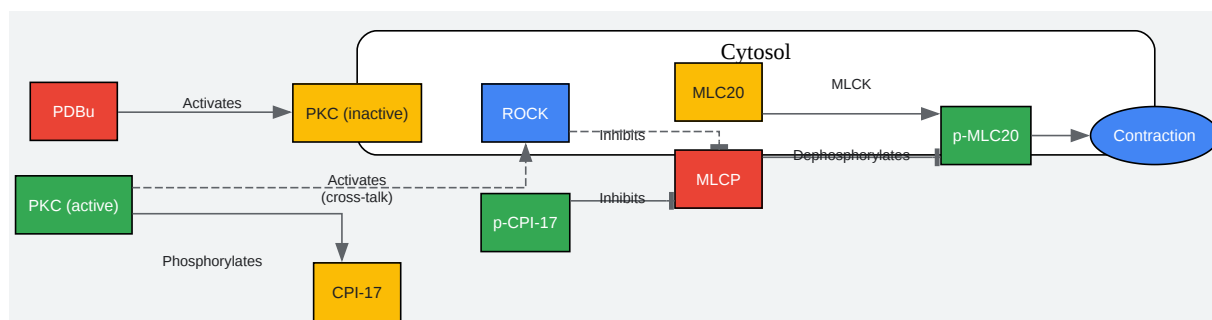 Cytosol
PDBu
Activates
PKC (inactive)
ROCK
MLC20
MLCK
Inhibits
p-MLC20
Contraction
Dephosphorylates
MLCP
PKC (active)
Activates
(cross-talk)
p-CPI-17
Inhibits
Phosphorylates
CPI-17